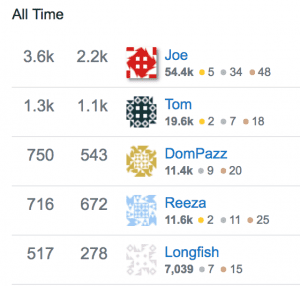 All Time
3.6k 2.2k Joe
54.4k 5 34 48
1.3k 1.1k Tom
19.6k 2 7 18
750 543 DomPazz
11.4k 9 20
716 672 Reeza
11.6k 2 11 25
517 278 Longfish
7,039 7 15